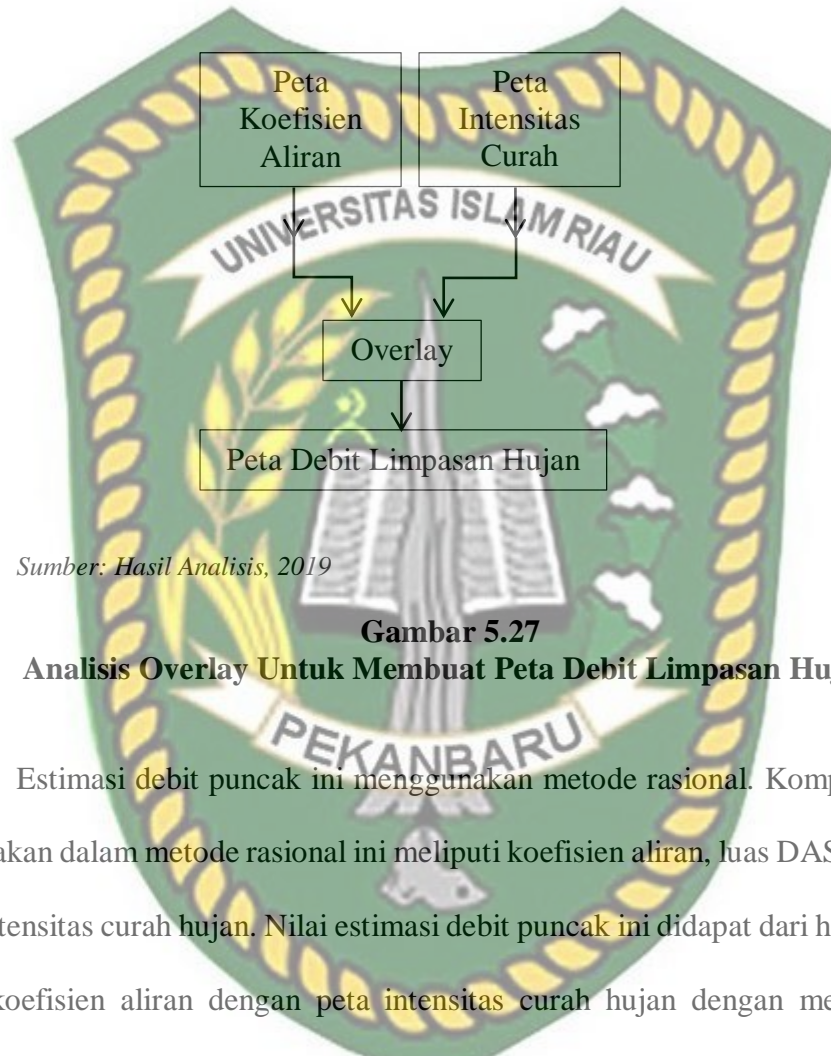 Peta
Koefisien
Aliran
Peta
Intensitas
Curah
UNIVERSITAS ISLAM RIAU
Overlay
Peta Debit Limpasan Hujan
Sumber: Hasil Analisis, 2019
Gambar 5.27
Analisis Overlay Untuk Membuat Peta Debit Limpasan Hu
PEKANBARU
Estimasi debit puncak ini menggunakan metode rasional. Komp
akan dalam metode rasional ini meliputi koefisien aliran, luas DAS
tensitas curah hujan. Nilai estimasi debit puncak ini didapat dari h
koefisien aliran dengan peta intensitas curah hujan dengan me